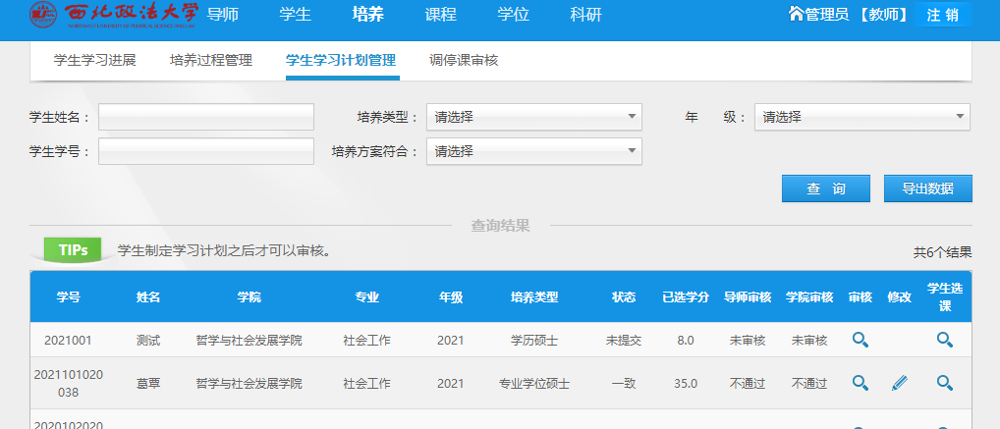 西北政法大学 导师 学生 培养 课程 学位 科研 管理员 【教师】 注 销
学生学习进展 培养过程管理 学生学习计划管理 调停课审核
学生姓名： 培养类型： 请选择 年 级： 请选择
学生学号： 培养方案符合： 请选择
查 询 导出数据
查询结果
TIPs 学生制定学习计划之后才可以审核。 共6个结果
学号 姓名 学院 专业 年级 培养类型 状态 已选学分 导师审核 学院审核 审核 修改 学生选课
2021001 测试 哲学与社会发展学院 社会工作 2021 学历硕士 未提交 8.0 未审核 未审核
2021101020038 墓覃 哲学与社会发展学院 社会工作 2021 专业学位硕士 一致 35.0 不通过 不通过
2020102020